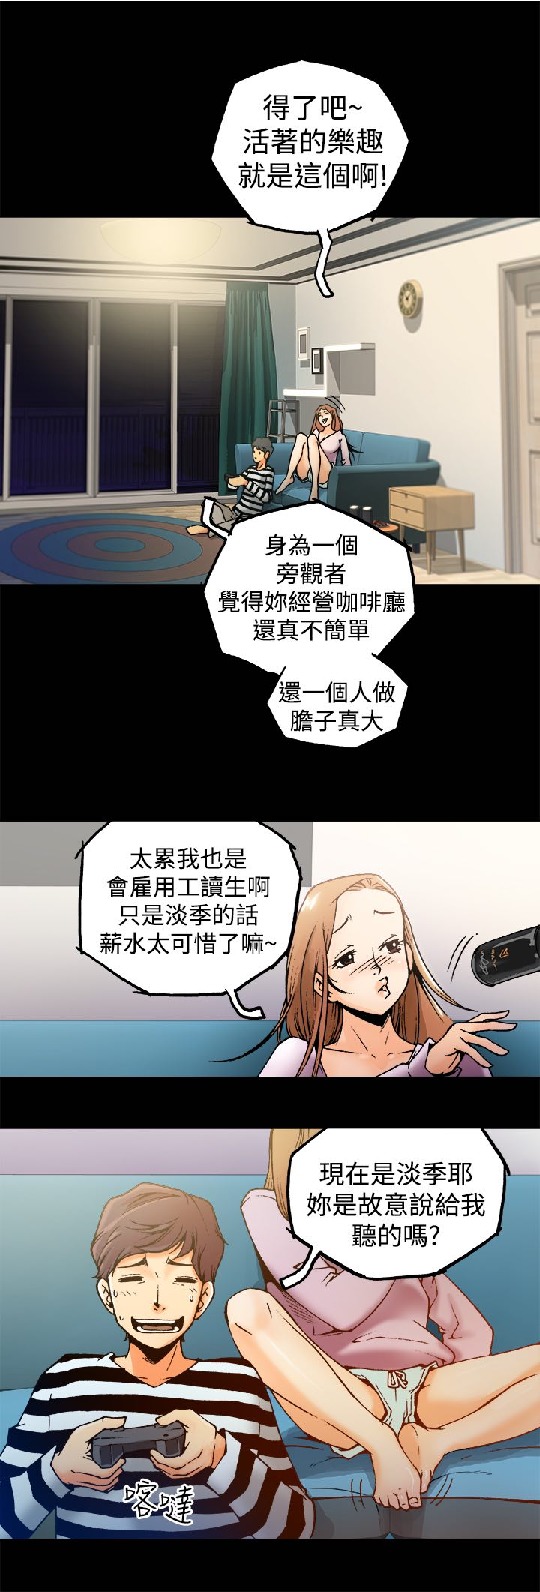 得了吧~
活著的樂趣
就是這個啊!
身為一個
旁觀者
覺得妳經營咖啡廳
還真不簡單
還一個人做
膽子真大
太累我也是
會雇用工讀生啊
只是淡季的話
薪水太可惜了嘛~
現在是淡季耶
妳是故意說給我
聽的嗎?
喀噠